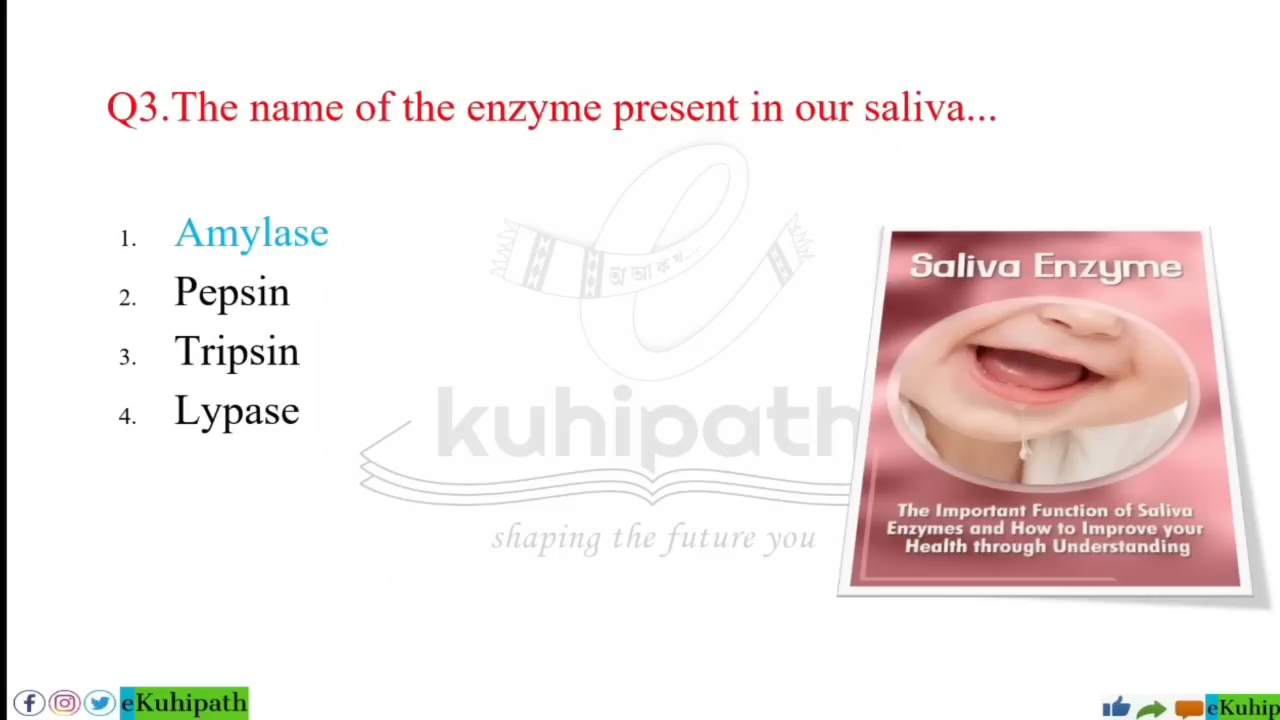 Q3.The name of the enzyme present in our saliva...
1. Amylase
2. Pepsin
3. Tripsin
4. Lypase
অ আ ক খ...
kuhipath
shaping the future you
Saliva Enzyme
The Important Function of Saliva
Enzymes and How to Improve your
Health through Understanding
eKuhipath
eKuhip